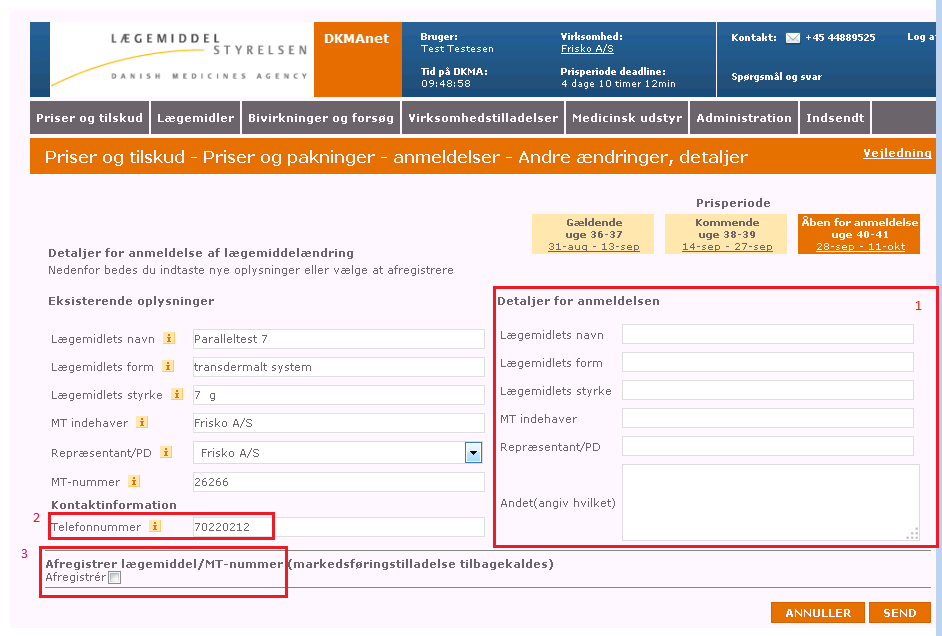 LÆGEMIDDEL
STYRELSEN
DANISH MEDICINES AGENCY
DKMAnet
Bruger:
Test Testesen
Tid på DKMA:
09:48:58
Virksomhed:
Frisko A/S
Prisperiode deadline:
4 dage 10 timer 12min
Kontakt: +45 44889525
Log a
Spørgsmål og svar
Priser og tilskud
Lægemidler
Bivirkninger og forsøg
Virksomhedstilladelser
Medicinsk udstyr
Administration
Indsendt
Priser og tilskud - Priser og pakninger - anmeldelser - Andre ændringer, detaljer
Vejledning
Prisperiode
Gældende
uge 36-37
31-aug - 13-sep
Kommende
uge 38-39
14-sep - 27-sep
Åben for anmeldelse
uge 40-41
28-sep - 11-okt
Detaljer for anmeldelse af lægemiddelændring
Nedenfor bedes du indtaste nye oplysninger eller vælge at afregistrere
Eksisterende oplysninger
Lægemidlets navn i Paralleltest 7
Lægemidlets form i transdermalt system
Lægemidlets styrke i 7 g
MT indehaver i Frisko A/S
Repræsentant/PD i Frisko A/S
MT-nummer i 26266
Kontaktinformation
2
Telefonnummer i 70220212
Detaljer for anmeldelsen
1
Lægemidlets navn
Lægemidlets form
Lægemidlets styrke
MT indehaver
Repræsentant/PD
Andet(angiv hvilket)
3
Afregistrer lægemiddel/MT-nummer (markedsføringstilladelse tilbagekaldes)
Afregistrér
ANNULLER
SEND